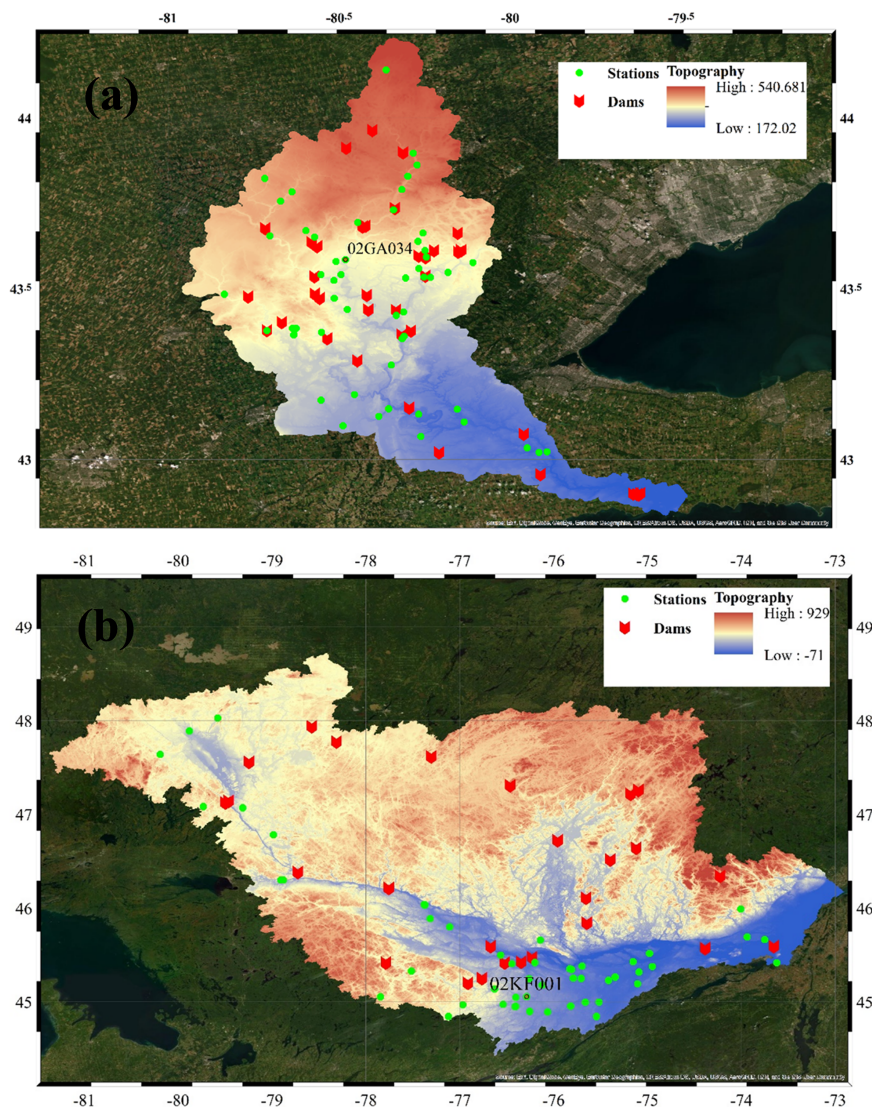 -81 -80.5 -80 -79.5
(a)
Stations Topography
High : 540.681
Dams
Low : 172.02
44
02GA034
43.5 43.5
43 43
-81 -80 -79 -78 -77 -76 -75 -74 -73
(b)
Stations Topography
High : 929
Dams
Low : -71
49 49
48 48
47 47
46 46
02KF001
45 45
-80 -79 -78 -77 -76 -75 -74 -73